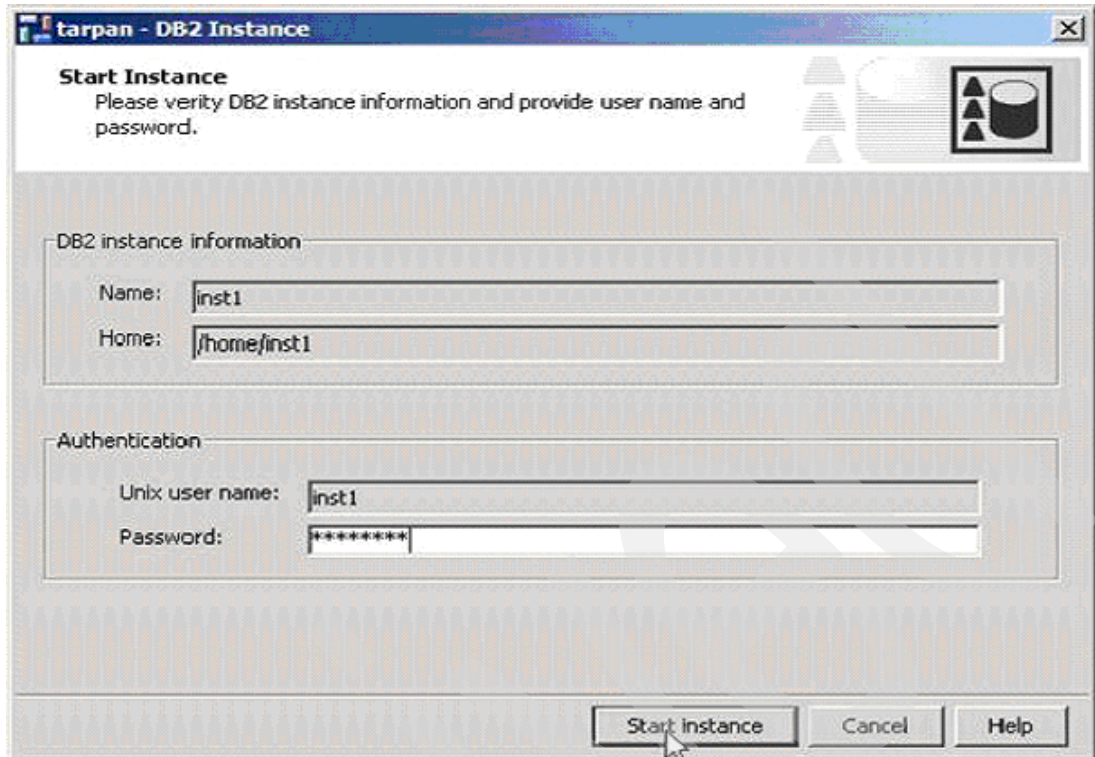 tarpan - DB2 Instance
Start Instance
Please verity DB2 instance information and provide user name and
password.
DB2 instance information
Name: inst1
Home: /home/inst1
Authentication
Unix user name: inst1
Password: ********
Start instance Cancel Help